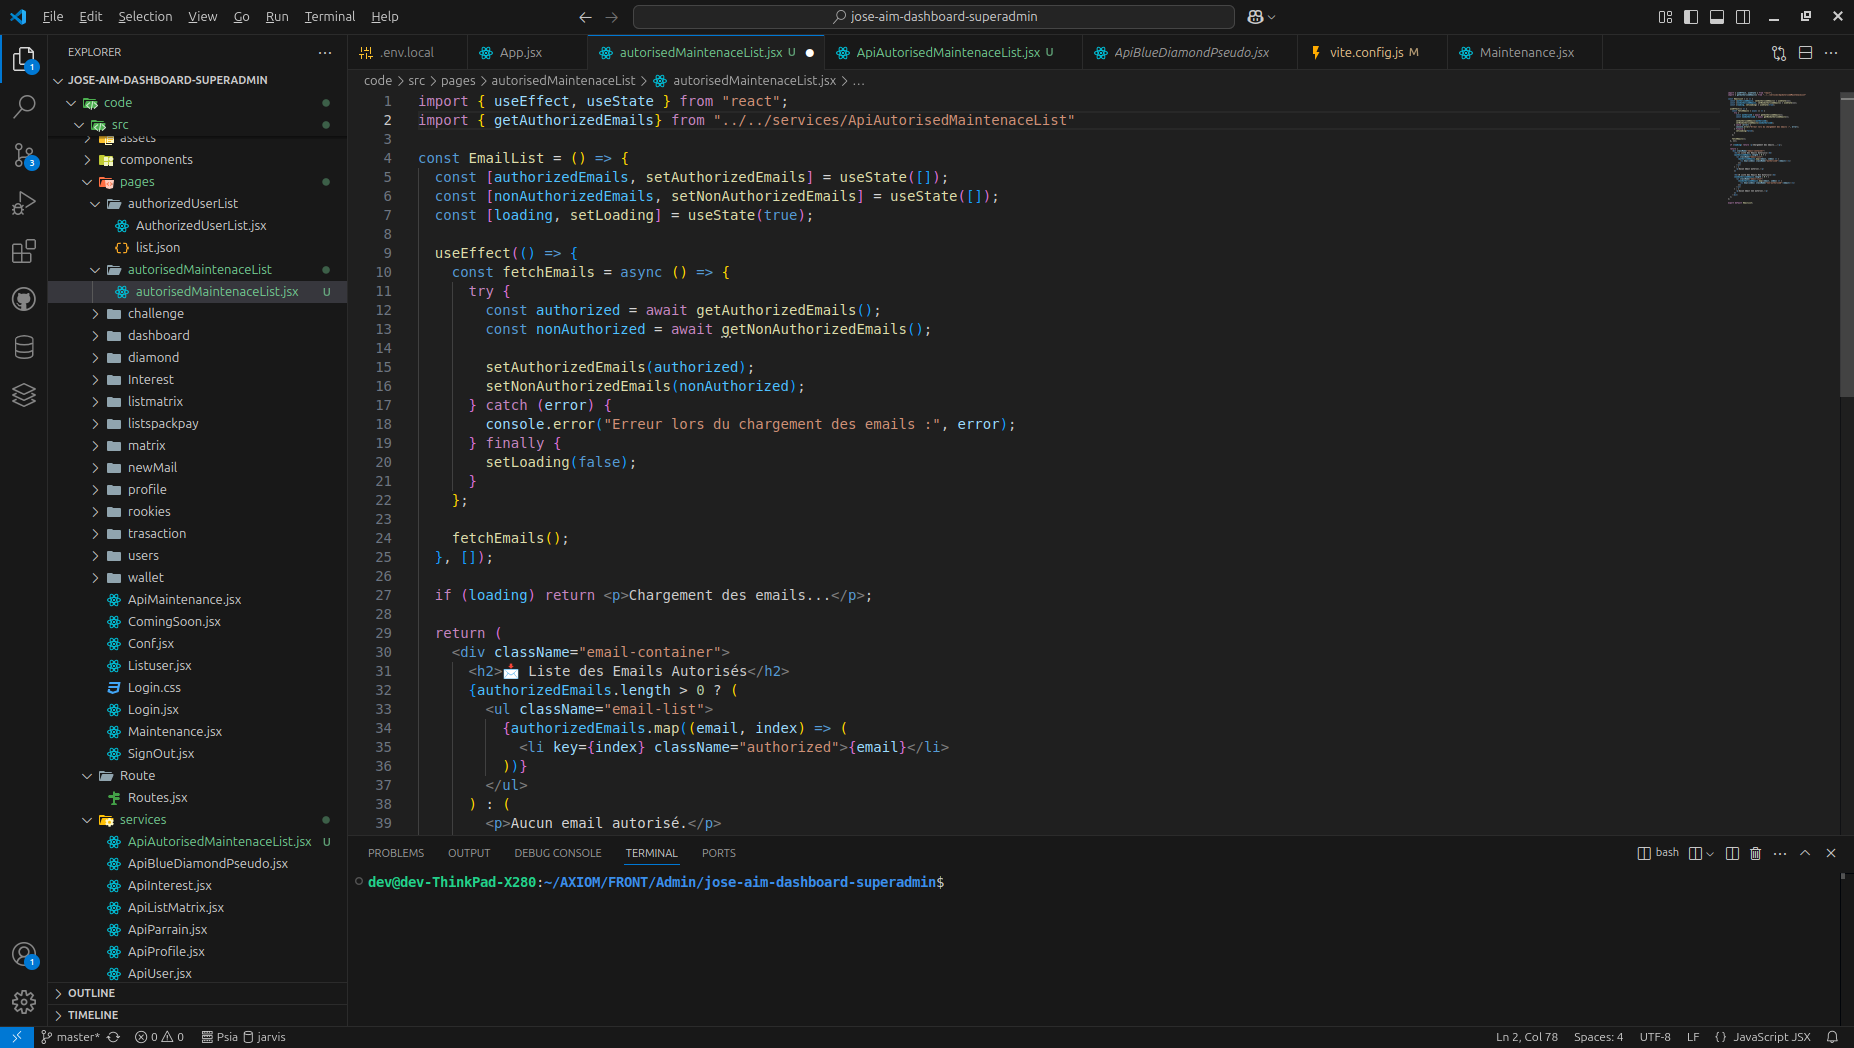 File Edit Selection View Go Run Terminal Help
jose-aim-dashboard-superadmin
EXPLORER
.env.local
App.jsx
autorisedMaintenaceList.jsx U
ApiAutorisedMaintenaceList.jsx U
ApiBlueDiamondPseudo.jsx
vite.config.js M
Maintenance.jsx
JOSE-AIM-DASHBOARD-SUPERADMIN
code
src
assets
components
pages
authorizedUserList
AuthorizedUserList.jsx
list.json
autorisedMaintenaceList
autorisedMaintenaceList.jsx U
challenge
dashboard
diamond
Interest
listmatrix
listspackpay
matrix
newMail
profile
rookies
trasaction
users
wallet
ApiMaintenance.jsx
ComingSoon.jsx
Conf.jsx
Listuser.jsx
Login.css
Login.jsx
Maintenance.jsx
SignOut.jsx
Route
Routes.jsx
services
ApiAutorisedMaintenaceList.jsx U
ApiBlueDiamondPseudo.jsx
ApiInterest.jsx
ApiListMatrix.jsx
ApiParrain.jsx
ApiProfile.jsx
ApiUser.jsx
OUTLINE
TIMELINE
1
3
1
code > src > pages > autorisedMaintenaceList > autorisedMaintenaceList.jsx > ...
1 import { useEffect, useState } from "react";
2 import { getAuthorizedEmails} from "../../services/ApiAutorisedMaintenaceList"
3
4 const EmailList = () => {
5 const [authorizedEmails, setAuthorizedEmails] = useState([]);
6 const [nonAuthorizedEmails, setNonAuthorizedEmails] = useState([]);
7 const [loading, setLoading] = useState(true);
8
9 useEffect(() => {
10 const fetchEmails = async () => {
11 try {
12 const authorized = await getAuthorizedEmails();
13 const nonAuthorized = await getNonAuthorizedEmails();
14
15 setAuthorizedEmails(authorized);
16 setNonAuthorizedEmails(nonAuthorized);
17 } catch (error) {
18 console.error("Erreur lors du chargement des emails :", error);
19 } finally {
20 setLoading(false);
21 }
22 };
23
24 fetchEmails();
25 }, []);
26
27 if (loading) return <p>Chargement des emails...</p>;
28
29 return (
30 <div className="email-container">
31 <h2>📩 Liste des Emails Autorisés</h2>
32 {authorizedEmails.length > 0 ? (
33 <ul className="email-list">
34 {authorizedEmails.map((email, index) => (
35 <li key={index} className="authorized">{email}</li>
36 ))}
37 </ul>
38 ) : (
39 <p>Aucun email autorisé.</p>
PROBLEMS OUTPUT DEBUG CONSOLE TERMINAL PORTS
bash
dev@dev-ThinkPad-X280:~/AXIOM/FRONT/Admin/jose-aim-dashboard-superadmin$
master* 0 0 Psia jarvis
Ln 2, Col 78 Spaces: 4 UTF-8 LF {} JavaScript JSX